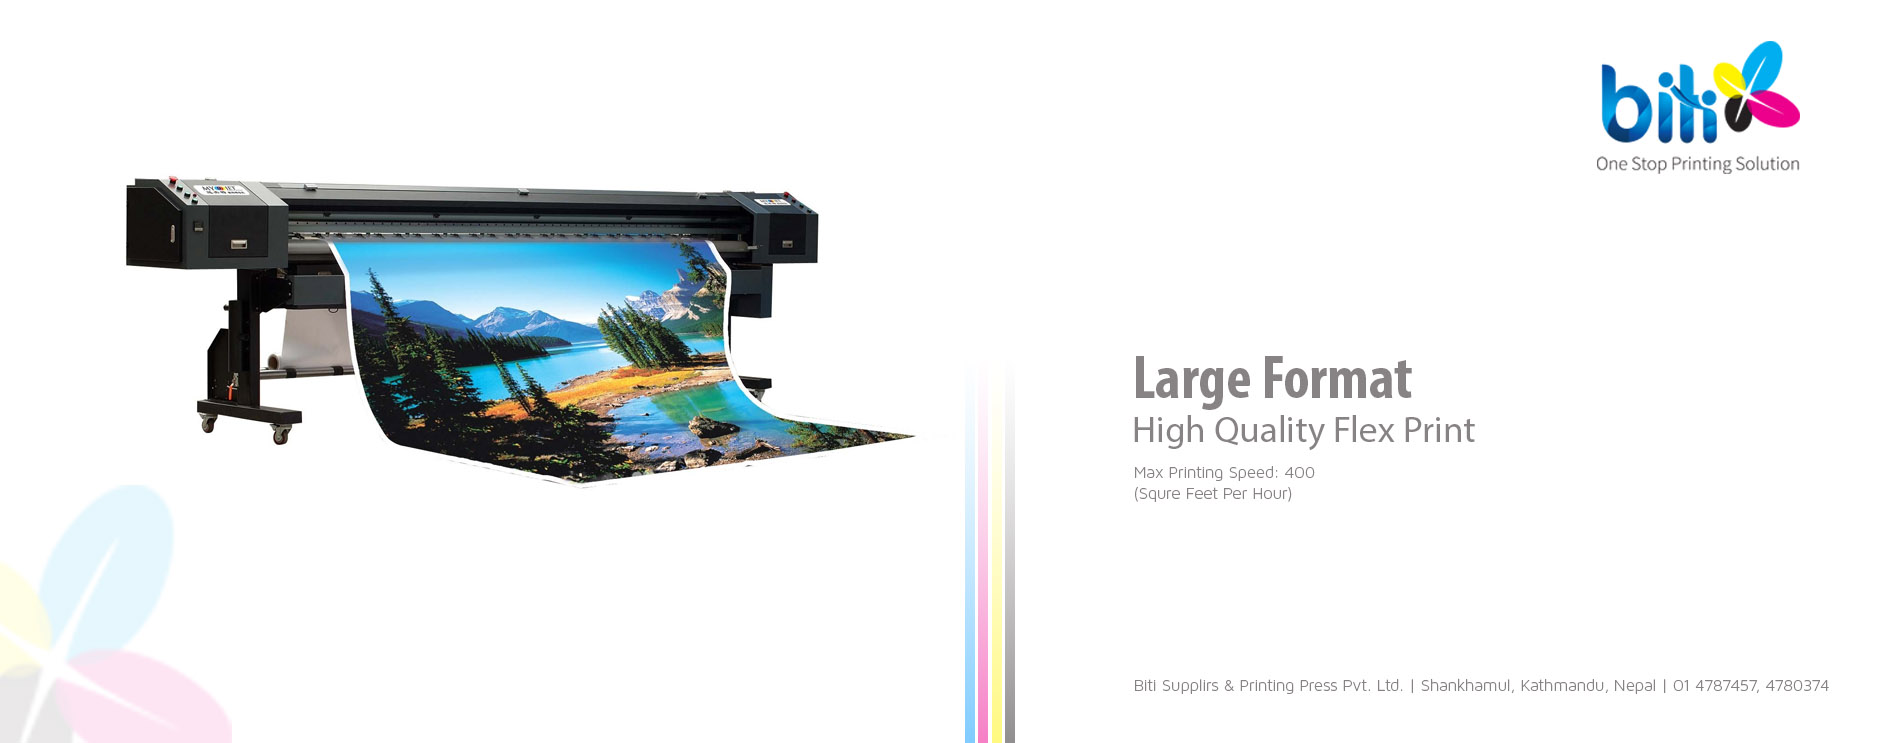 biti
One Stop Printing Solution
Large Format
High Quality Flex Print
Max Printing Speed: 400
(Squre Feet Per Hour)
Biti Supplirs & Printing Press Pvt. Ltd. | Shankhamul, Kathmandu, Nepal | 01 4787457, 4780374